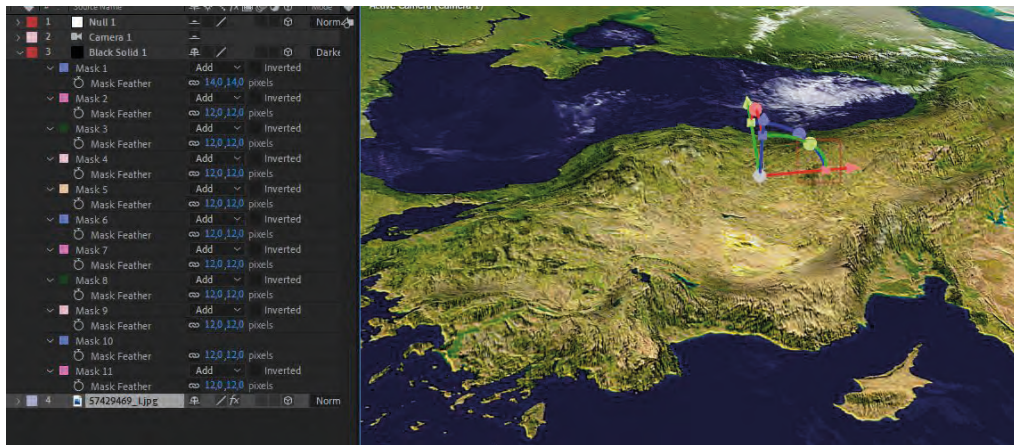 # Source Name Mode
1 Null 1 Norm
2 Camera 1
3 Black Solid 1 Darke
Mask 1 Add Inverted
Mask Feather 14,0,14,0 pixels
Mask 2 Add Inverted
Mask Feather 12,0,12,0 pixels
Mask 3 Add Inverted
Mask Feather 12,0,12,0 pixels
Mask 4 Add Inverted
Mask Feather 12,0,12,0 pixels
Mask 5 Add Inverted
Mask Feather 12,0,12,0 pixels
Mask 6 Add Inverted
Mask Feather 12,0,12,0 pixels
Mask 7 Add Inverted
Mask Feather 12,0,12,0 pixels
Mask 8 Add Inverted
Mask Feather 12,0,12,0 pixels
Mask 9 Add Inverted
Mask Feather 12,0,12,0 pixels
Mask 10 Add Inverted
Mask Feather 12,0,12,0 pixels
Mask 11 Add Inverted
Mask Feather 12,0,12,0 pixels
4 57429469_l.jpg fx Norm
Active Camera (Camera 1)